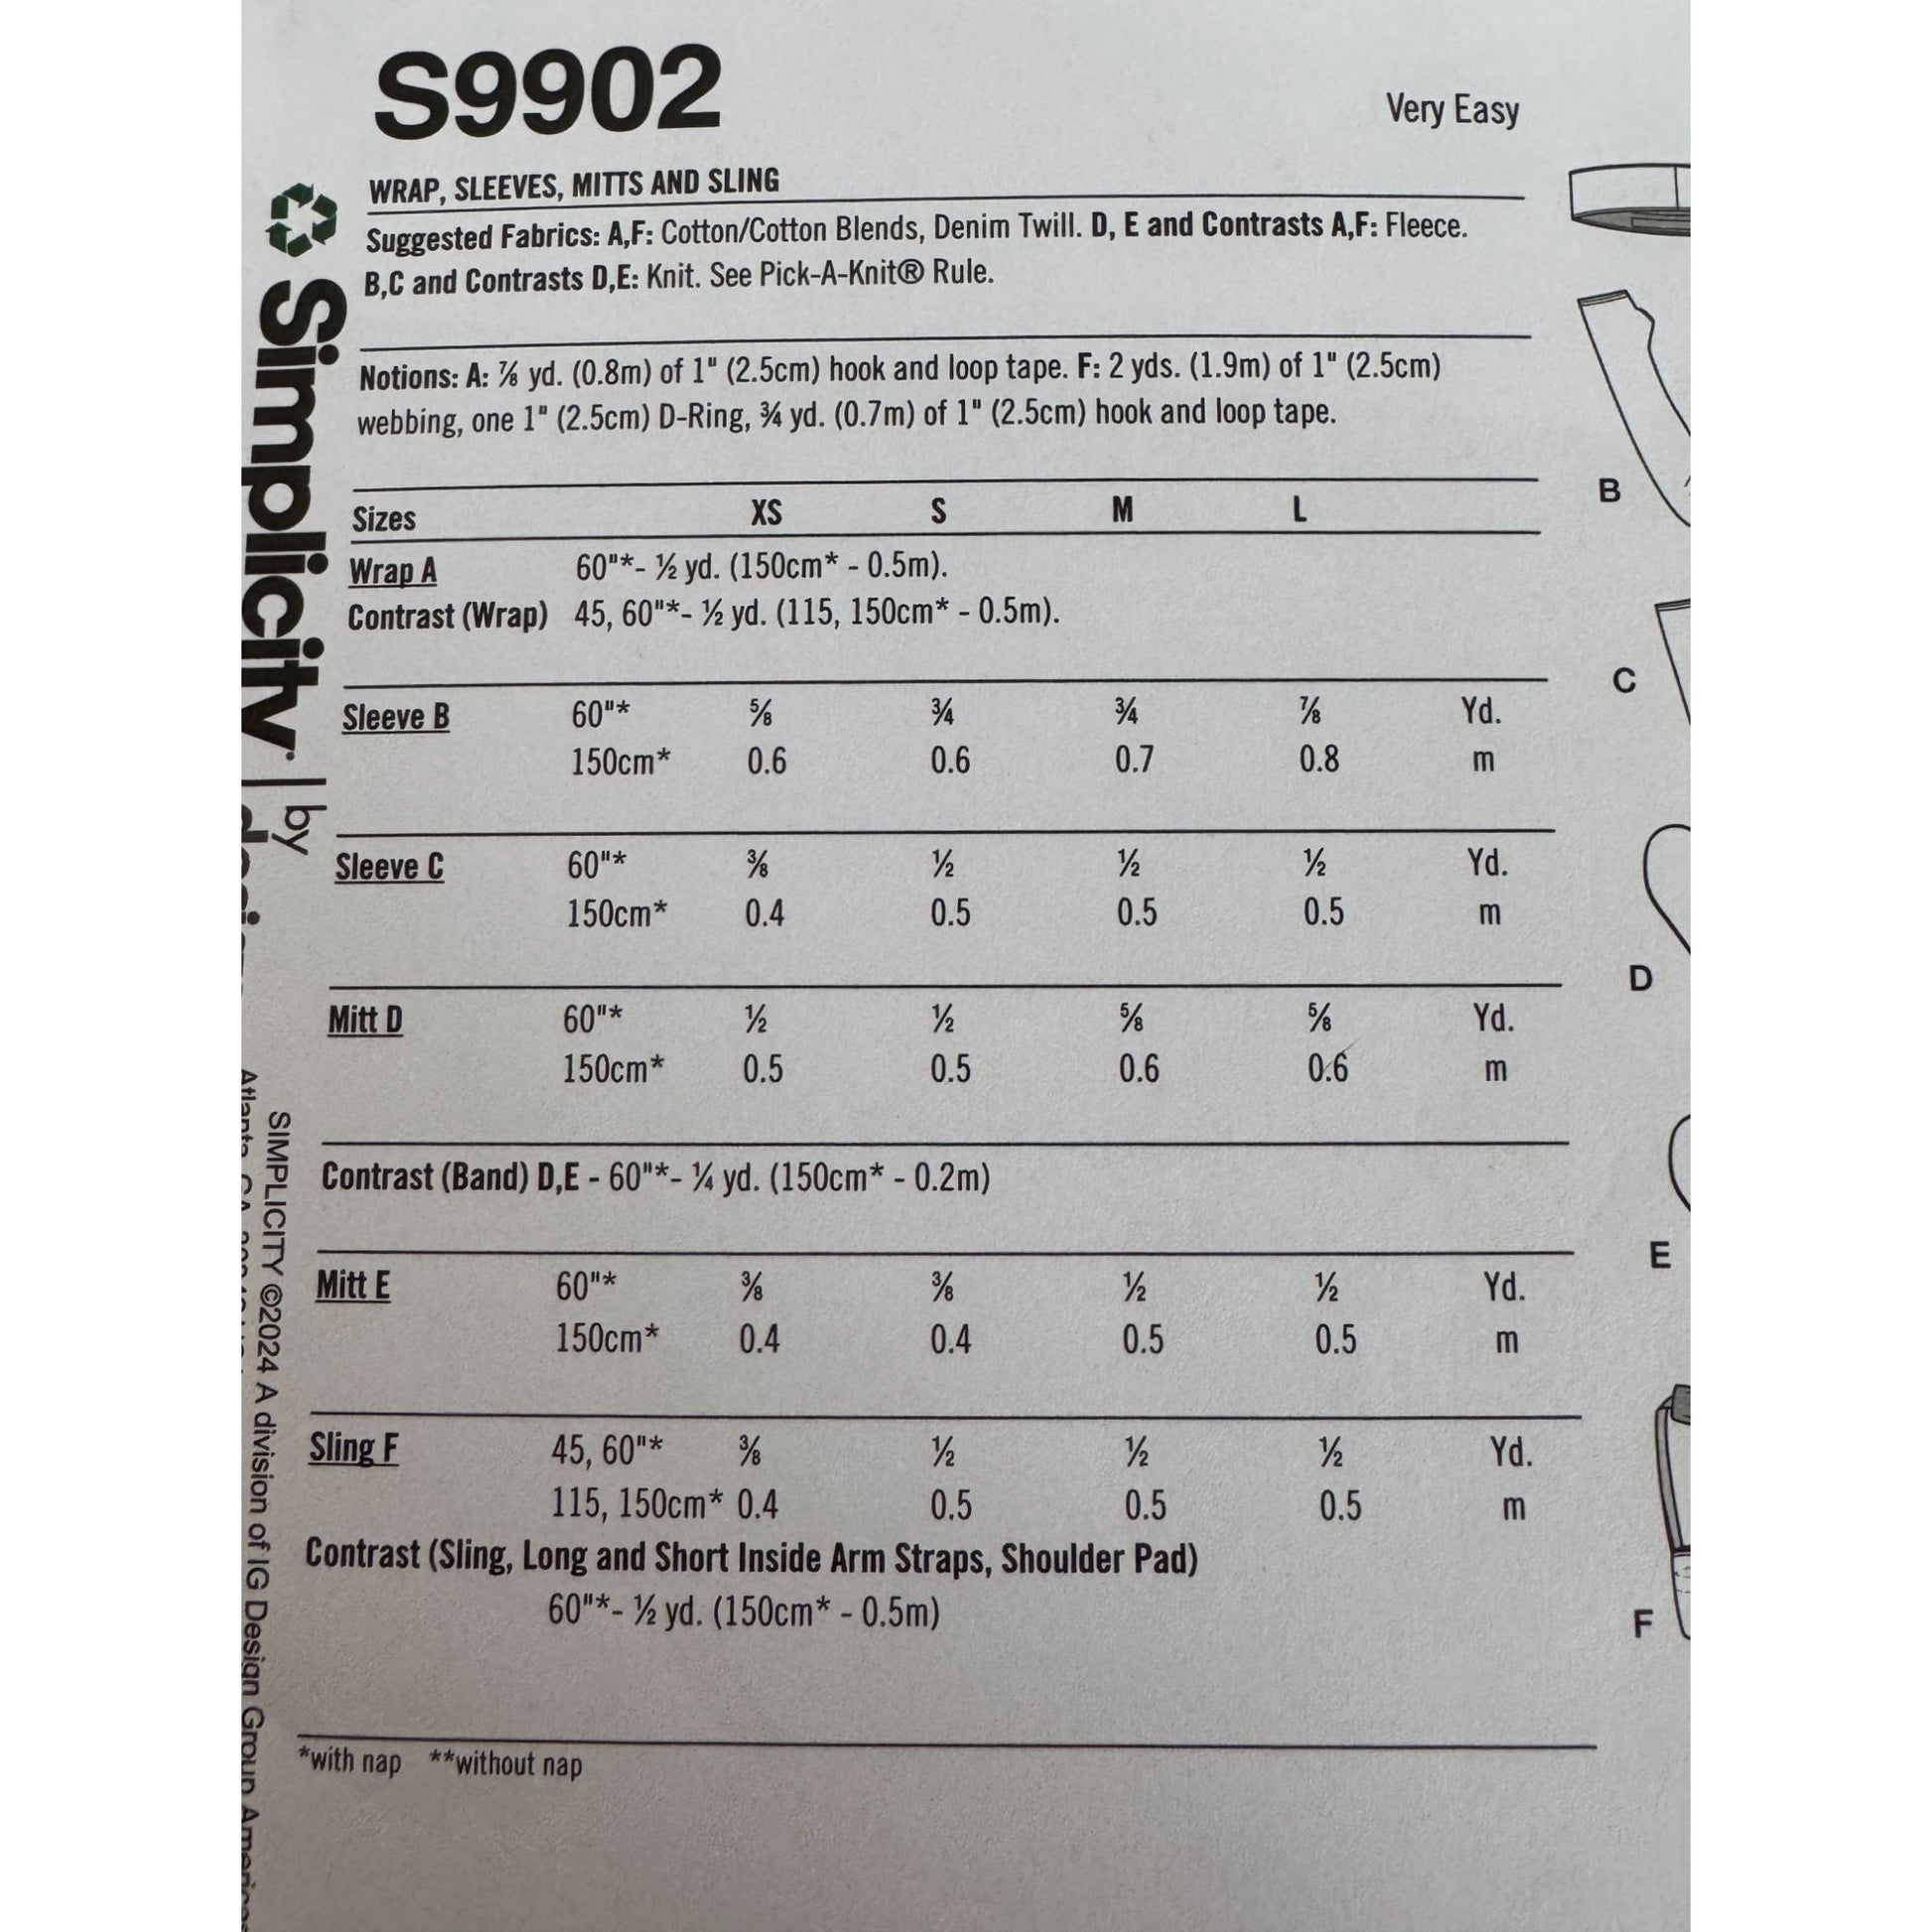 S9902
Very Easy
WRAP, SLEEVES, MITTS AND SLING
Suggested Fabrics: A,F: Cotton/Cotton Blends, Denim Twill. D, E and Contrasts A,F: Fleece.
B,C and Contrasts D,E: Knit. See Pick-A-Knit® Rule.
Notions: A: ⅞ yd. (0.8m) of 1" (2.5cm) hook and loop tape. F: 2 yds. (1.9m) of 1" (2.5cm)
webbing, one 1" (2.5cm) D-Ring, ¾ yd. (0.7m) of 1" (2.5cm) hook and loop tape.
Sizes XS S M L
Wrap A 60"*- ½ yd. (150cm* - 0.5m).
Contrast (Wrap) 45, 60"*- ½ yd. (115, 150cm* - 0.5m).
Sleeve B 60"* ⅝ ¾ ¾ ⅞ Yd.
150cm* 0.6 0.6 0.7 0.8 m
Sleeve C 60"* ⅜ ½ ½ ½ Yd.
150cm* 0.4 0.5 0.5 0.5 m
Mitt D 60"* ½ ½ ⅝ ⅝ Yd.
150cm* 0.5 0.5 0.6 0.6 m
Contrast (Band) D,E - 60"*- ¼ yd. (150cm* - 0.2m)
Mitt E 60"* ⅜ ⅜ ½ ½ Yd.
150cm* 0.4 0.4 0.5 0.5 m
Sling F 45, 60"* ⅜ ½ ½ ½ Yd.
115, 150cm* 0.4 0.5 0.5 0.5 m
Contrast (Sling, Long and Short Inside Arm Straps, Shoulder Pad)
60"*- ½ yd. (150cm* - 0.5m)
*with nap **without nap
Simplicity | by
SIMPLICITY ©2024 A division of IG Design Group Americas
B
C
D
E
F